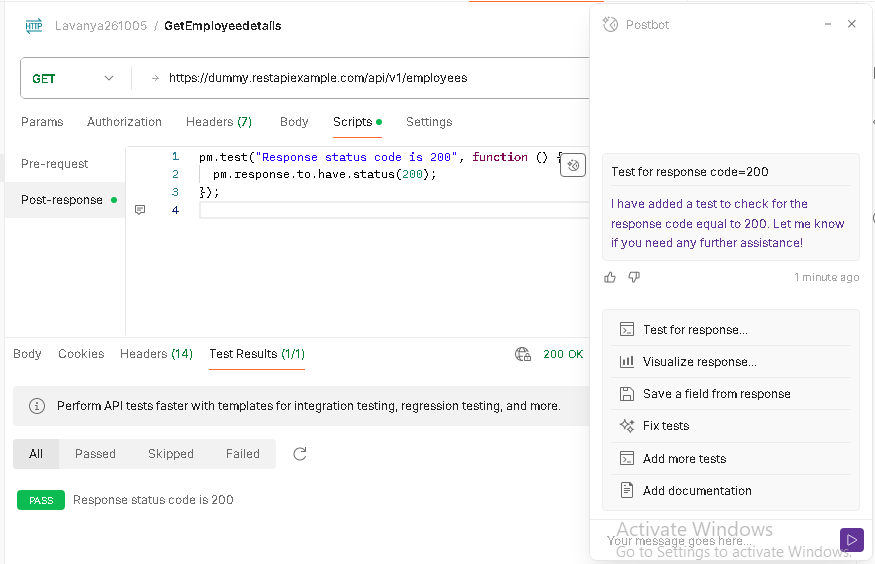 HTTP Lavanya261005 / GetEmployeedetails
GET https://dummy.restapiexample.com/api/v1/employees
Params Authorization Headers (7) Body Scripts Settings
Pre-request
Post-response
1 pm.test("Response status code is 200", function () {
2 pm.response.to.have.status(200);
3 });
4
Body Cookies Headers (14) Test Results (1/1) 200 OK
Perform API tests faster with templates for integration testing, regression testing, and more.
All Passed Skipped Failed
PASS Response status code is 200
Postbot
Test for response code=200
I have added a test to check for the
response code equal to 200. Let me know
if you need any further assistance!
1 minute ago
Test for response...
Visualize response...
Save a field from response
Fix tests
Add more tests
Add documentation
Activate Windows
Your message goes here...
Go to Settings to activate Windows.